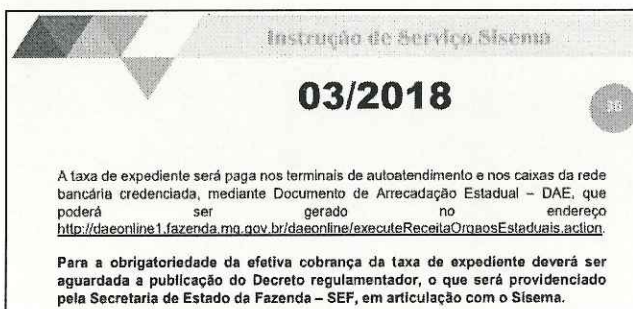 Instrução de Serviço Sisema
03/2018
36
A taxa de expediente será paga nos terminais de autoatendimento e nos caixas da rede
bancária credenciada, mediante Documento de Arrecadação Estadual – DAE, que
poderá ser gerado no endereço
http://daeonline1.fazenda.mg.gov.br/daeonline/executeReceitaOrgaosEstaduais.action.
Para a obrigatoriedade da efetiva cobrança da taxa de expediente deverá ser
aguardada a publicação do Decreto regulamentador, o que será providenciado
pela Secretaria de Estado da Fazenda – SEF, em articulação com o Sisema.